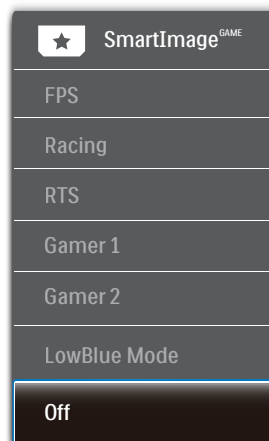 SmartImage GAME
FPS
Racing
RTS
Gamer 1
Gamer 2
LowBlue Mode
Off